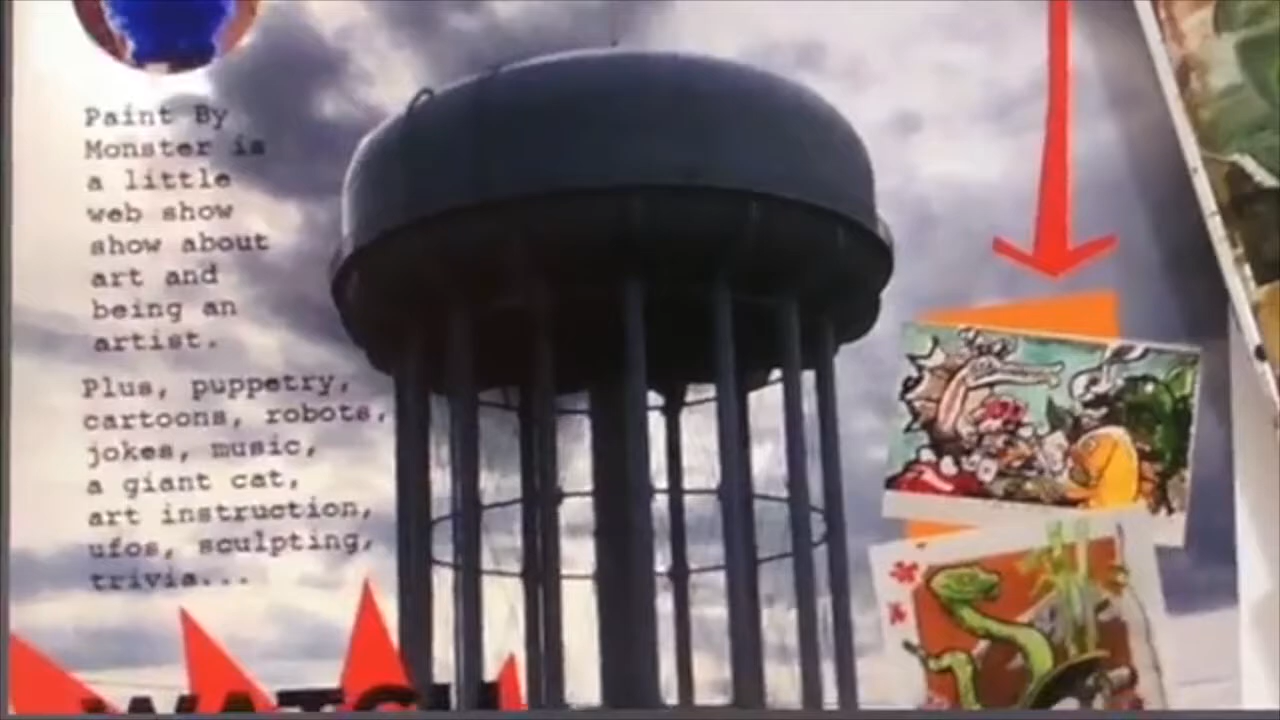 Paint By
Monster is
a little
web show
show about
art and
being an
artist.
Plus, puppetry,
cartoons, robots,
jokes, music,
a giant cat,
art instruction,
ufos, sculpting,
trivia...
WATCH